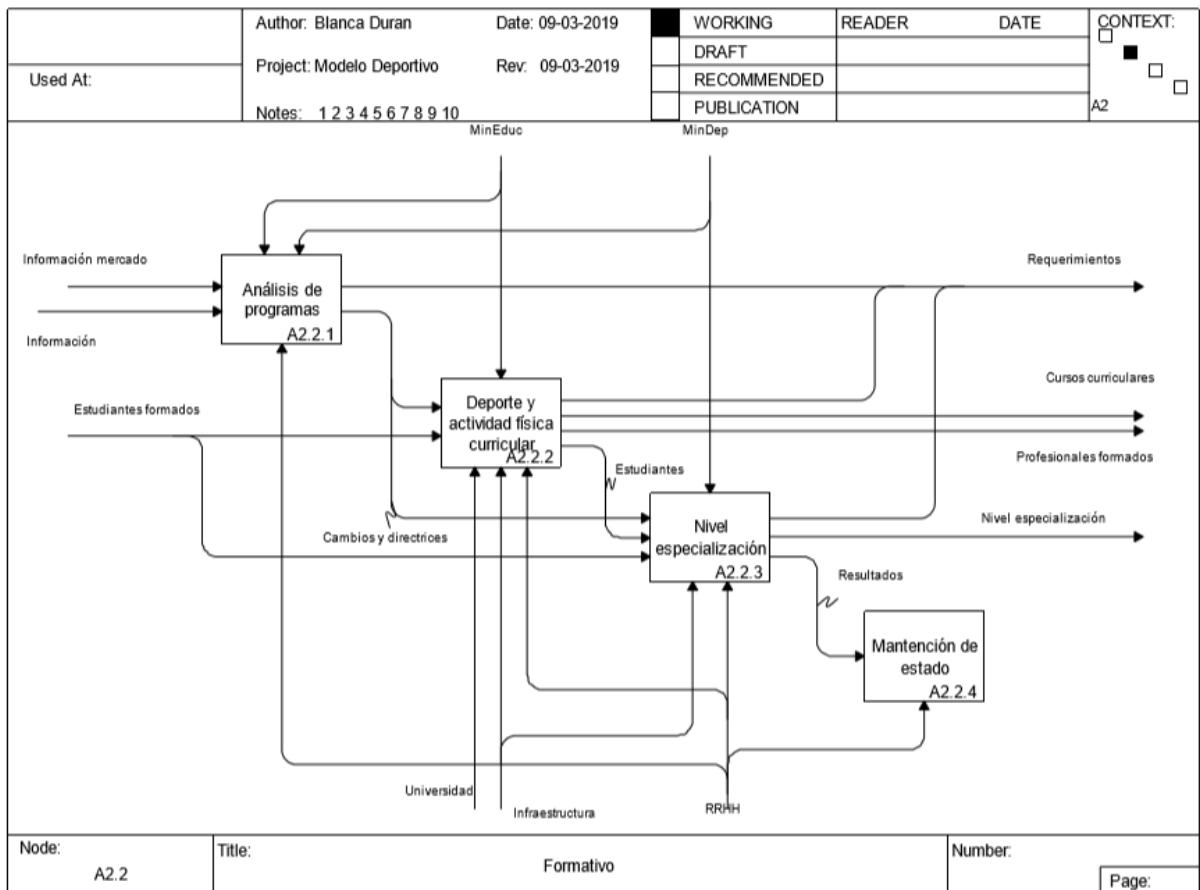 Used At:
Author: Blanca Duran
Date: 09-03-2019
Project: Modelo Deportivo
Rev: 09-03-2019
Notes: 1 2 3 4 5 6 7 8 9 10
WORKING
DRAFT
RECOMMENDED
PUBLICATION
READER
DATE
CONTEXT:
A2
MinEduc
MinDep
Información mercado
Información
Análisis de
programas
A2.2.1
Requerimientos
Estudiantes formados
Deporte y
actividad física
curricular
A2.2.2
Cursos curriculares
Profesionales formados
Estudiantes
Cambios y directrices
Nivel
especialización
A2.2.3
Nivel especialización
Resultados
Mantención de
estado
A2.2.4
Universidad
Infraestructura
RRHH
Node:
A2.2
Title:
Formativo
Number:
Page: